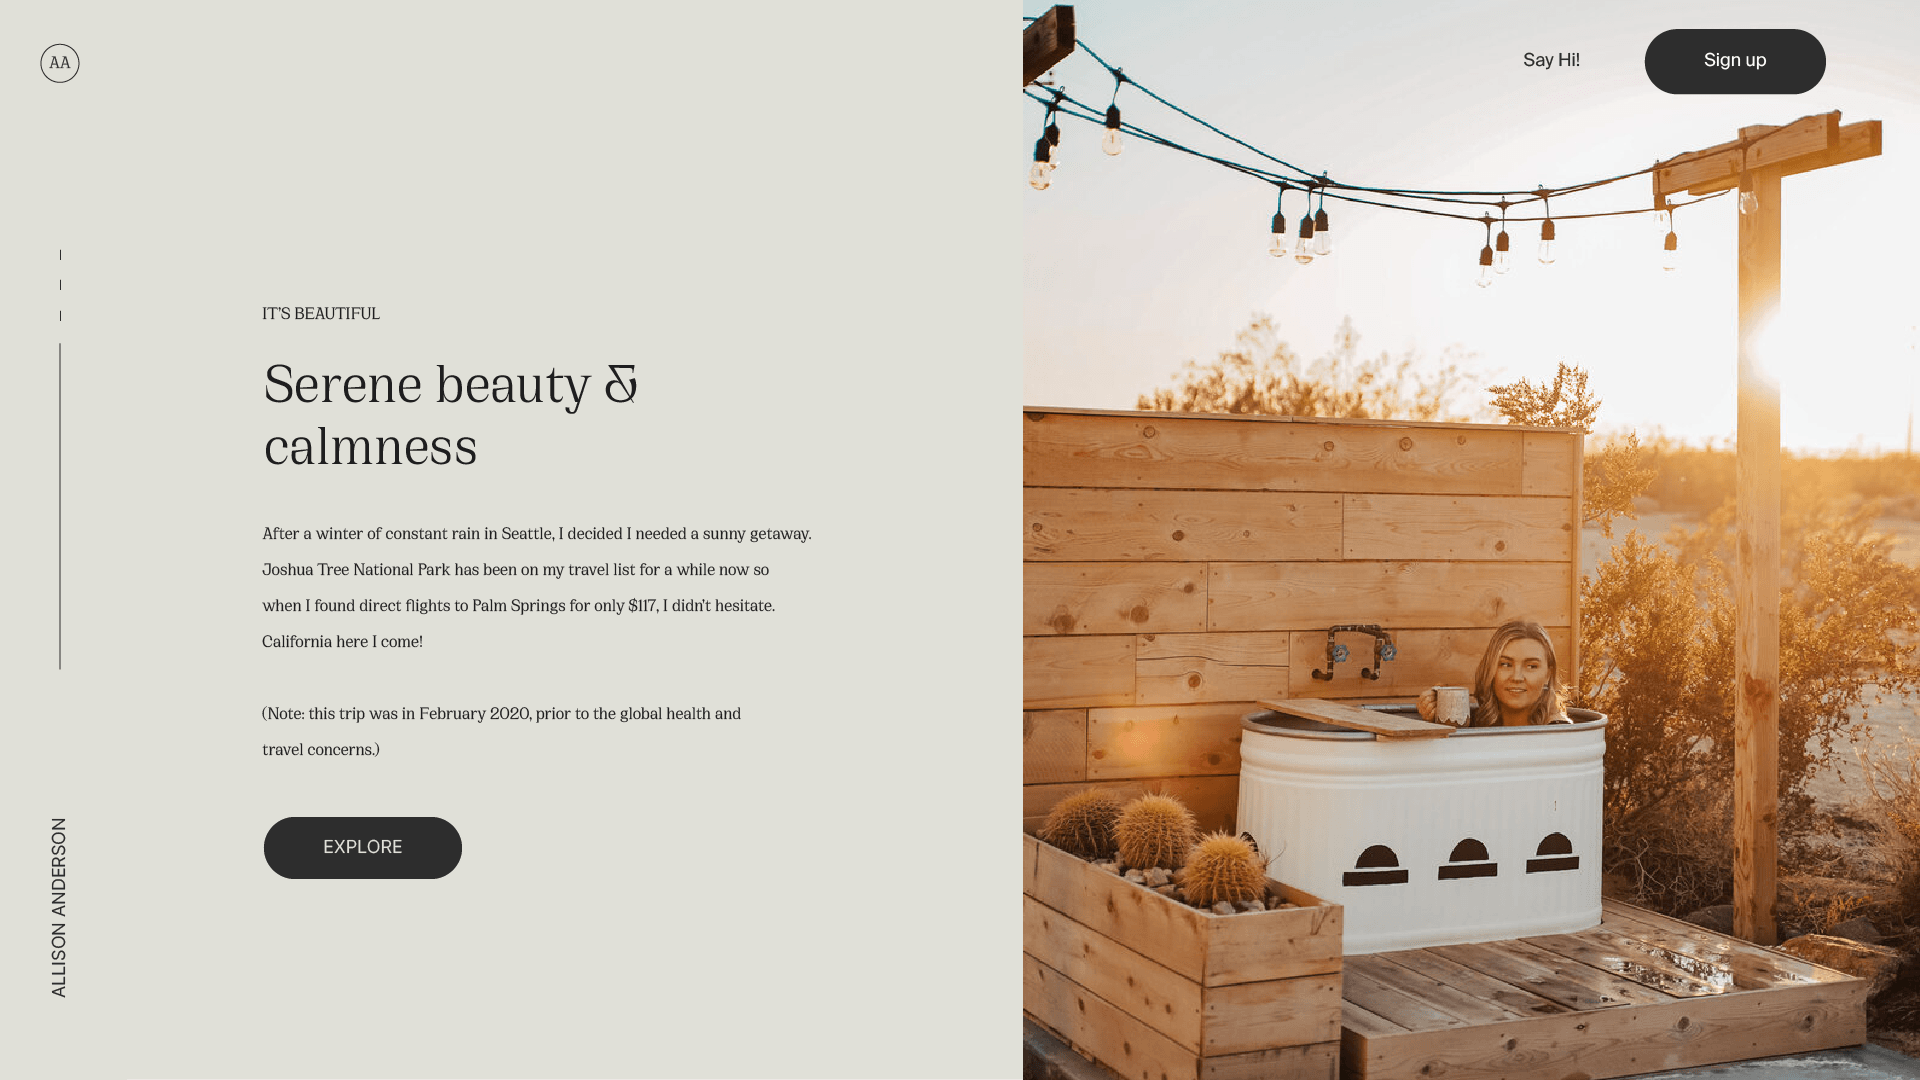 AA
Say Hi!
Sign up
IT'S BEAUTIFUL
Serene beauty &
calmness
After a winter of constant rain in Seattle, I decided I needed a sunny getaway.
Joshua Tree National Park has been on my travel list for a while now so
when I found direct flights to Palm Springs for only $117, I didn't hesitate.
California here I come!
(Note: this trip was in February 2020, prior to the global health and
travel concerns.)
EXPLORE
ALLISON ANDERSON